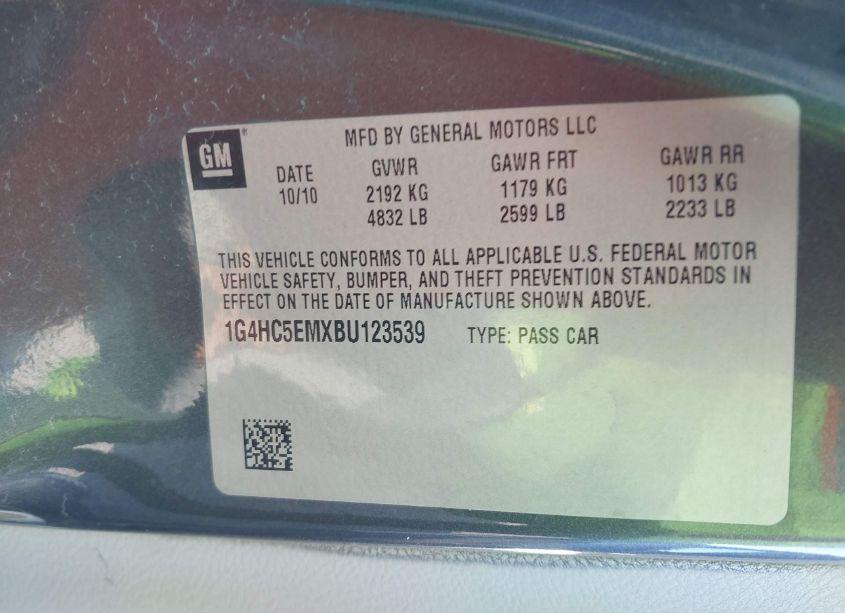 GM®
MFD BY GENERAL MOTORS LLC
DATE GVWR GAWR FRT GAWR RR
10/10 2192 KG 1179 KG 1013 KG
4832 LB 2599 LB 2233 LB
THIS VEHICLE CONFORMS TO ALL APPLICABLE U.S. FEDERAL MOTOR
VEHICLE SAFETY, BUMPER, AND THEFT PREVENTION STANDARDS IN
EFFECT ON THE DATE OF MANUFACTURE SHOWN ABOVE.
1G4HC5EMXBU123539 TYPE: PASS CAR